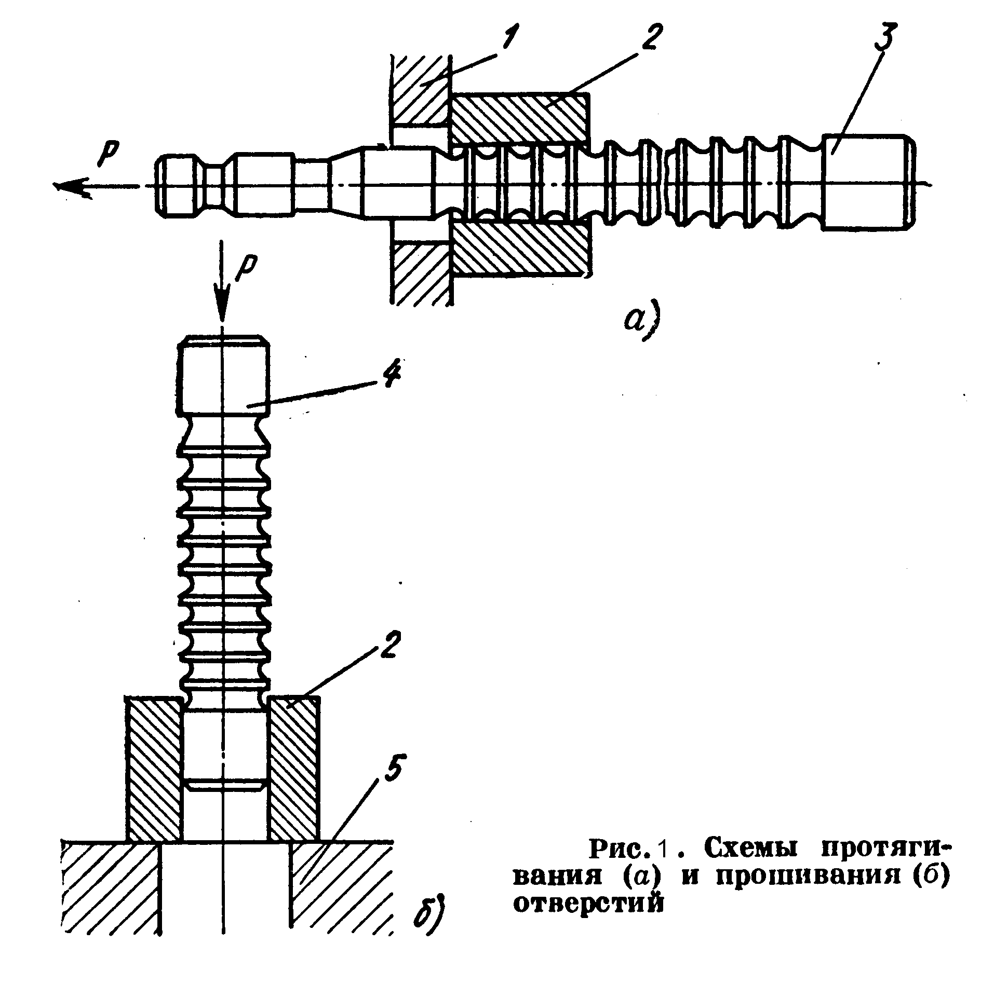 1 2 3
P
P
а)
4
2
5
Рис. 1. Схемы протяги-
вания (а) и прошивания (б)
отверстий
б)